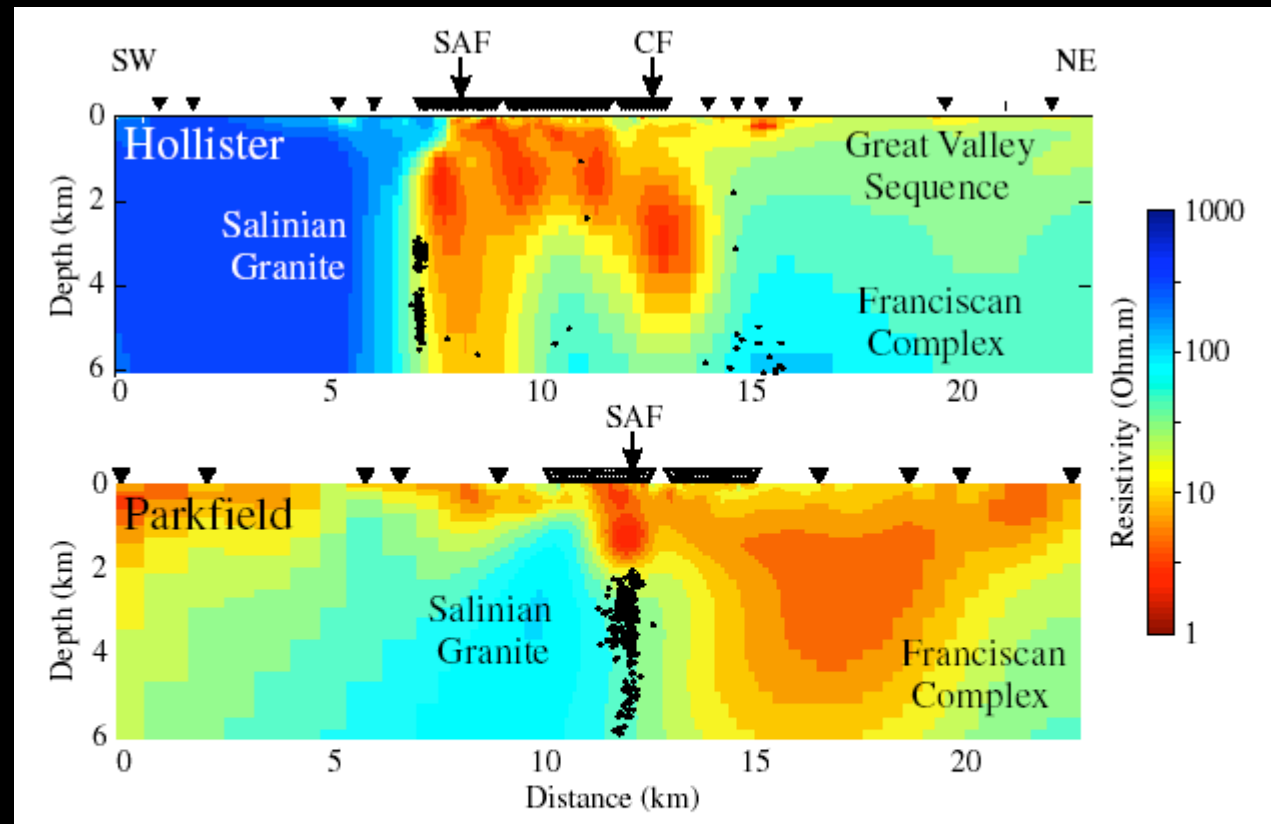 SAF CF
SW NE
0
Hollister
Great Valley
Sequence
2
Salinian
Granite
4
Franciscan
Complex
6
Depth (km)
0 5 10 15 20
SAF
0
Parkfield
2
Salinian
Granite
4
Franciscan
Complex
6
Depth (km)
0 5 10 15 20
Distance (km)
1000
100
10
1
Resistivity (Ohm.m)